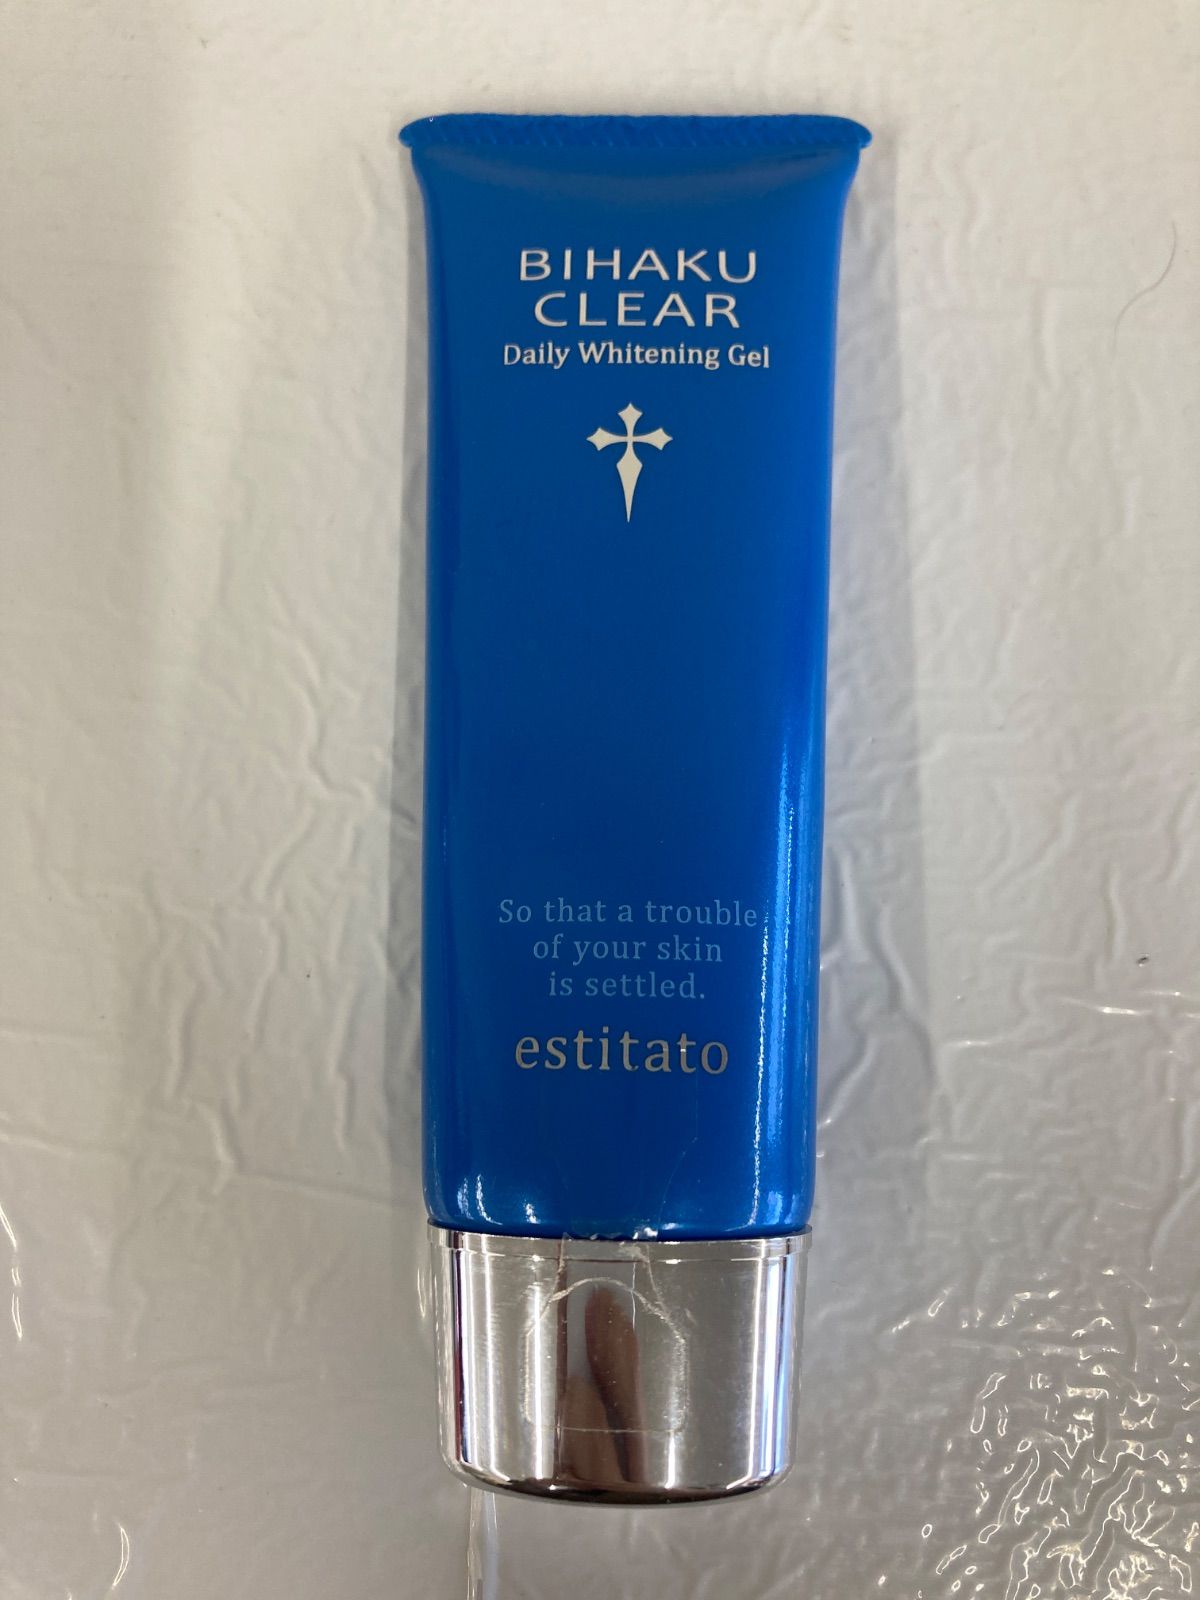 BIHAKU
CLEAR
Daily Whitening Gel
So that a trouble
of your skin
is settled.
estitato